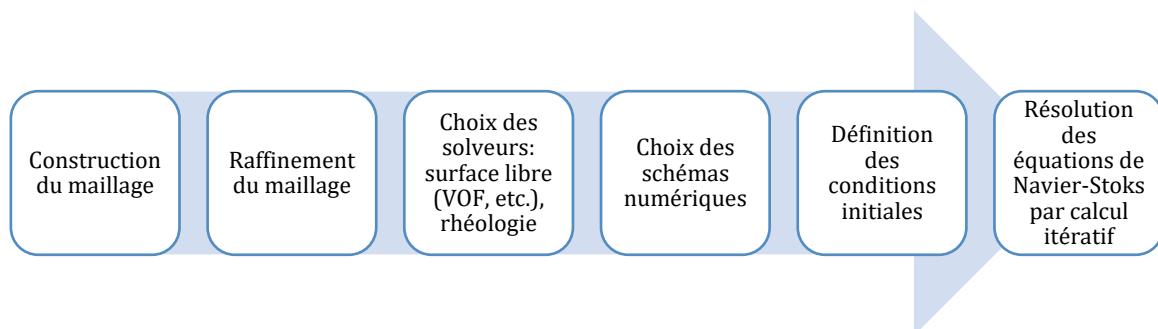 Construction
du maillage
Raffinement
du maillage
Choix des
solveurs:
surface libre
(VOF, etc.),
rhéologie
Choix des
schémas
numériques
Définition
des
conditions
initiales
Résolution
des
équations de
Navier-Stoks
par calcul
itératif